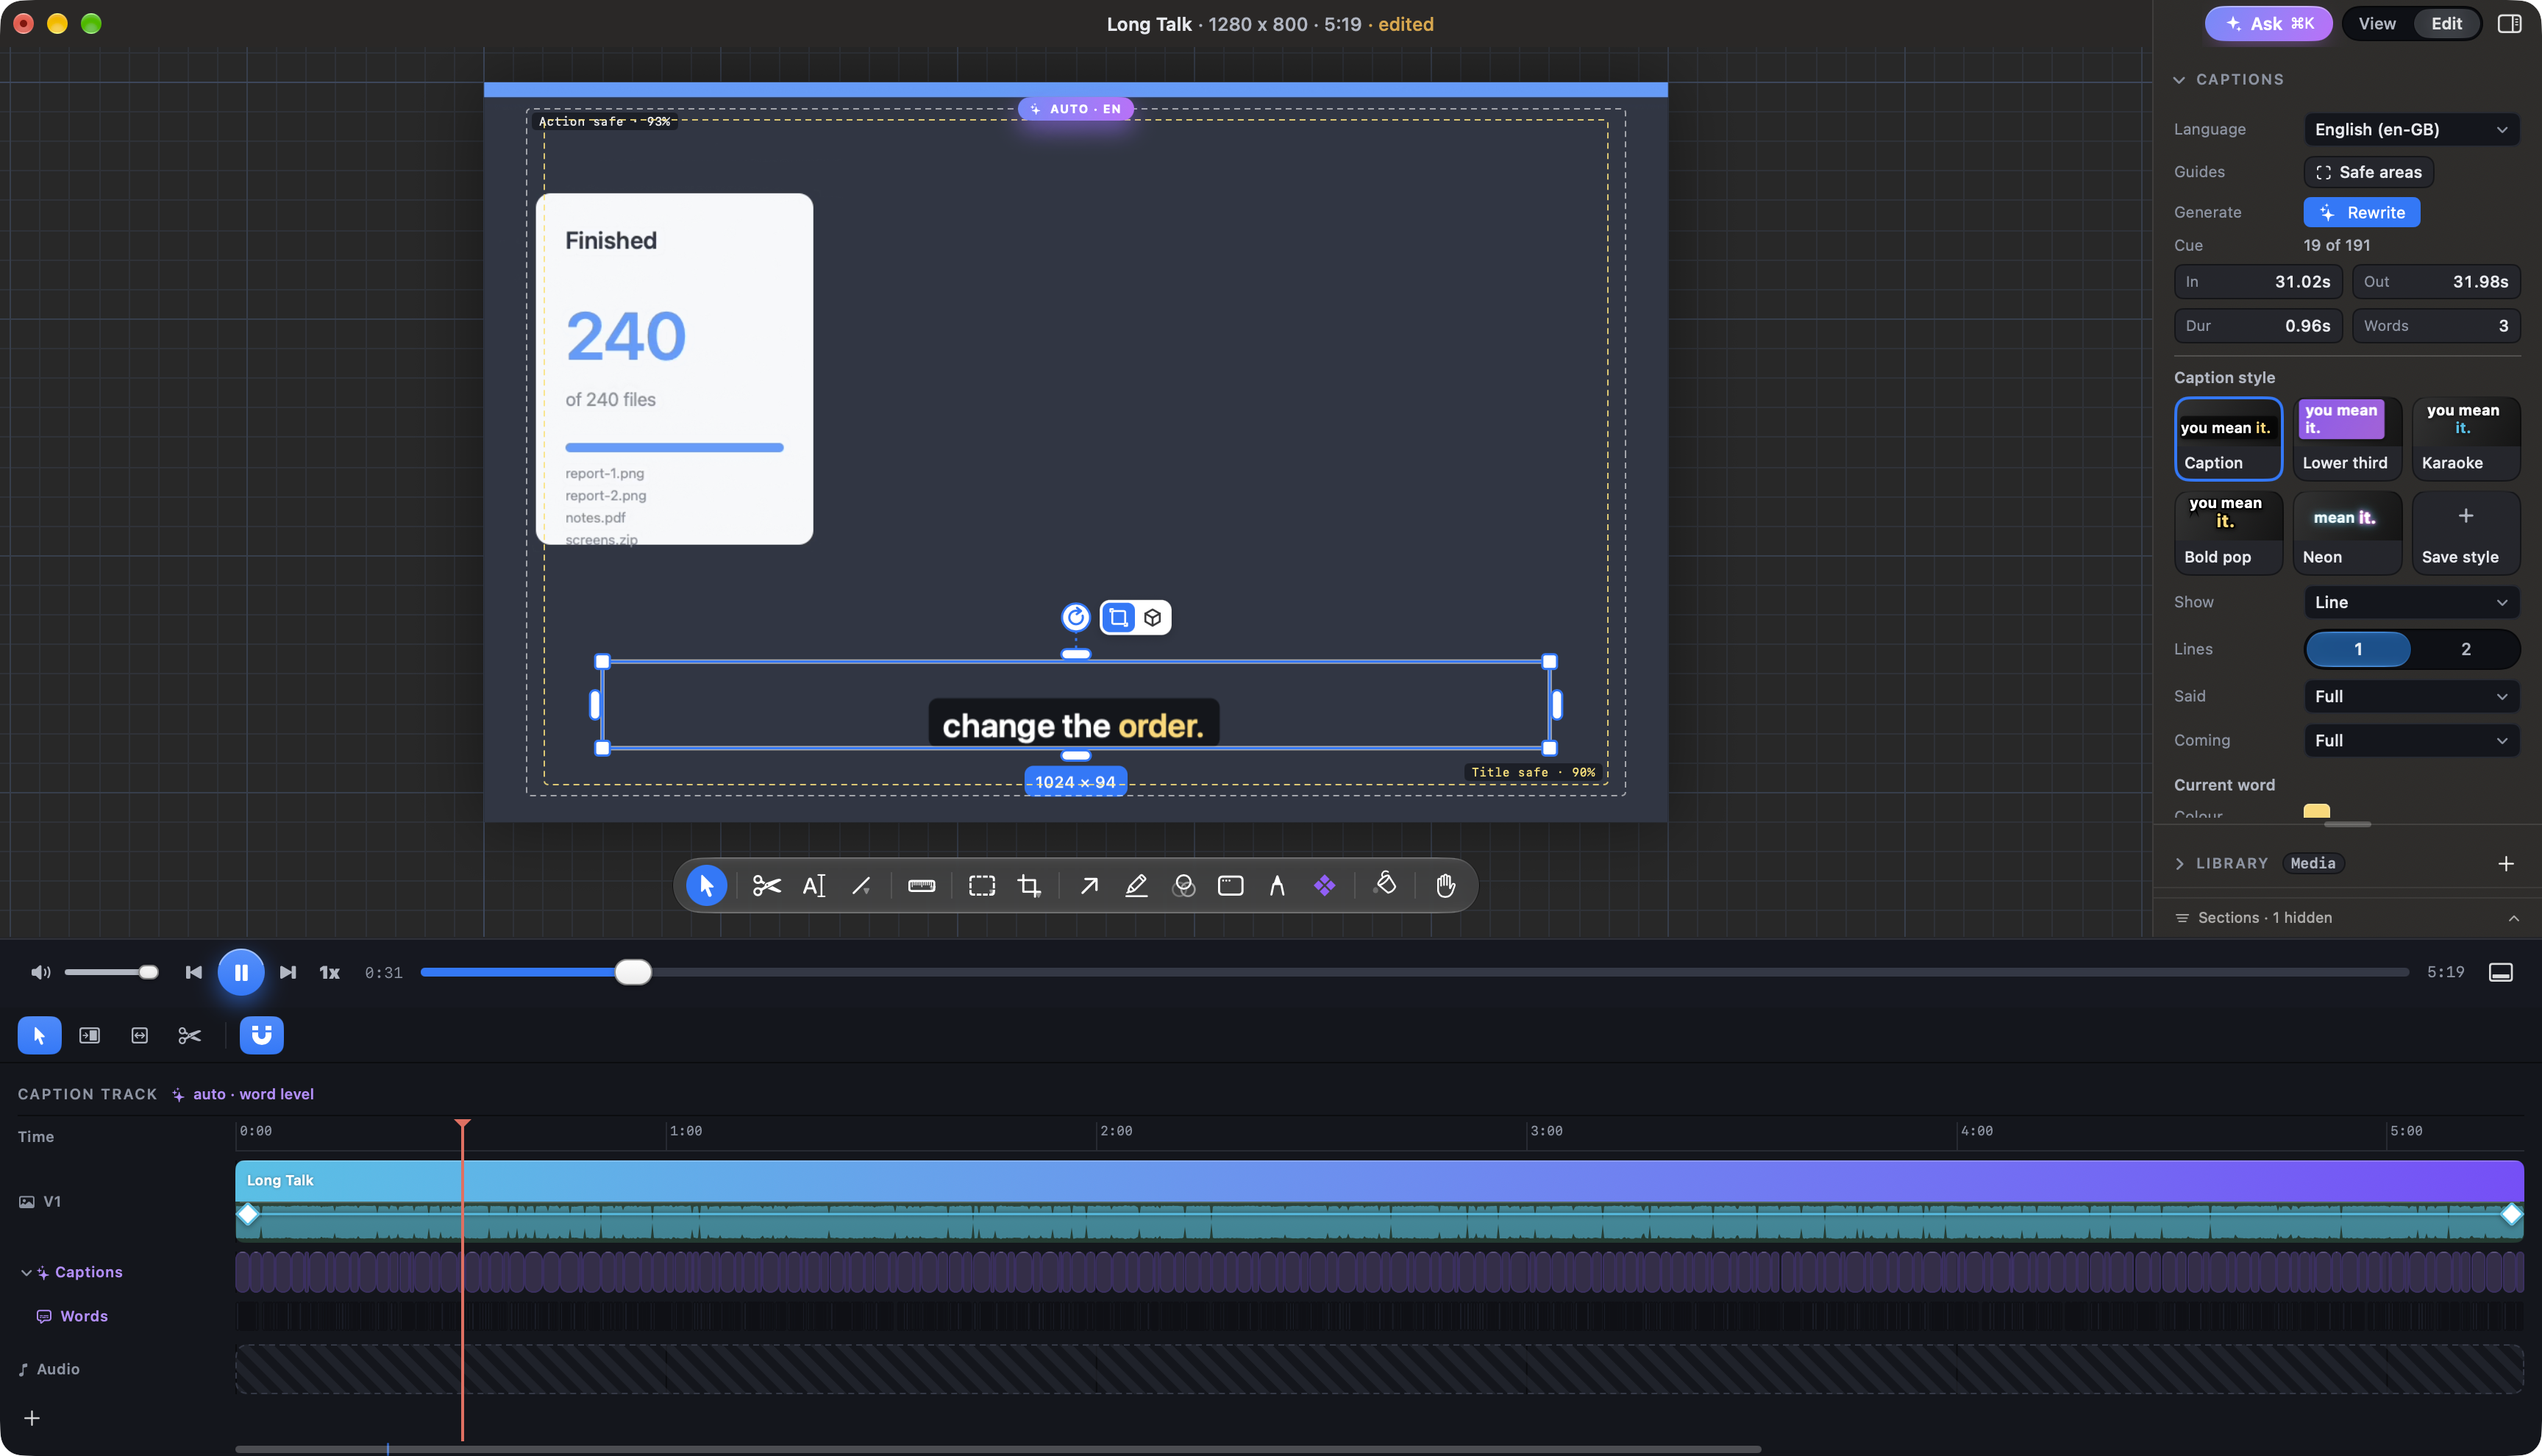 Long Talk · 1280 x 800 · 5:19 · edited
Ask ⌘K
View
Edit
AUTO · EN
Action safe · 93%
Finished
240
of 240 files
report-1.png
report-2.png
notes.pdf
screens.zip
change the order.
Title safe · 90%
1024 × 94
CAPTIONS
Language
English (en-GB)
Guides
Safe areas
Generate
Rewrite
Cue
19 of 191
In 31.02s
Out 31.98s
Dur 0.96s
Words 3
Caption style
you mean it.
Caption
you mean
it.
Lower third
you mean
it.
Karaoke
you mean
it.
Bold pop
mean it.
Neon
Save style
Show
Line
Lines
1
2
Said
Full
Coming
Full
Current word
Colour
LIBRARY
Media
Sections · 1 hidden
1x
0:31
5:19
CAPTION TRACK
auto · word level
Time
0:00
1:00
2:00
3:00
4:00
5:00
V1
Long Talk
Captions
Words
Audio